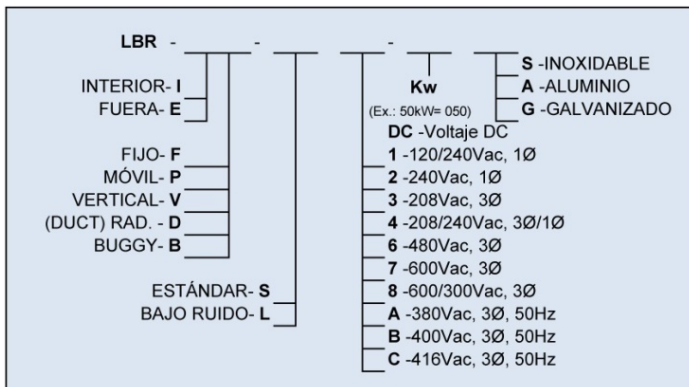 LBR - - -
INTERIOR- I
FUERA- E
FIJO- F
MÓVIL- P
VERTICAL- V
(DUCT) RAD. - D
BUGGY- B
ESTÁNDAR- S
BAJO RUIDO- L
Kw
(Ex.: 50kW= 050)
DC -Voltaje DC
1 -120/240Vac, 1Ø
2 -240Vac, 1Ø
3 -208Vac, 3Ø
4 -208/240Vac, 3Ø/1Ø
6 -480Vac, 3Ø
7 -600Vac, 3Ø
8 -600/300Vac, 3Ø
A -380Vac, 3Ø, 50Hz
B -400Vac, 3Ø, 50Hz
C -416Vac, 3Ø, 50Hz
S -INOXIDABLE
A -ALUMINIO
G -GALVANIZADO